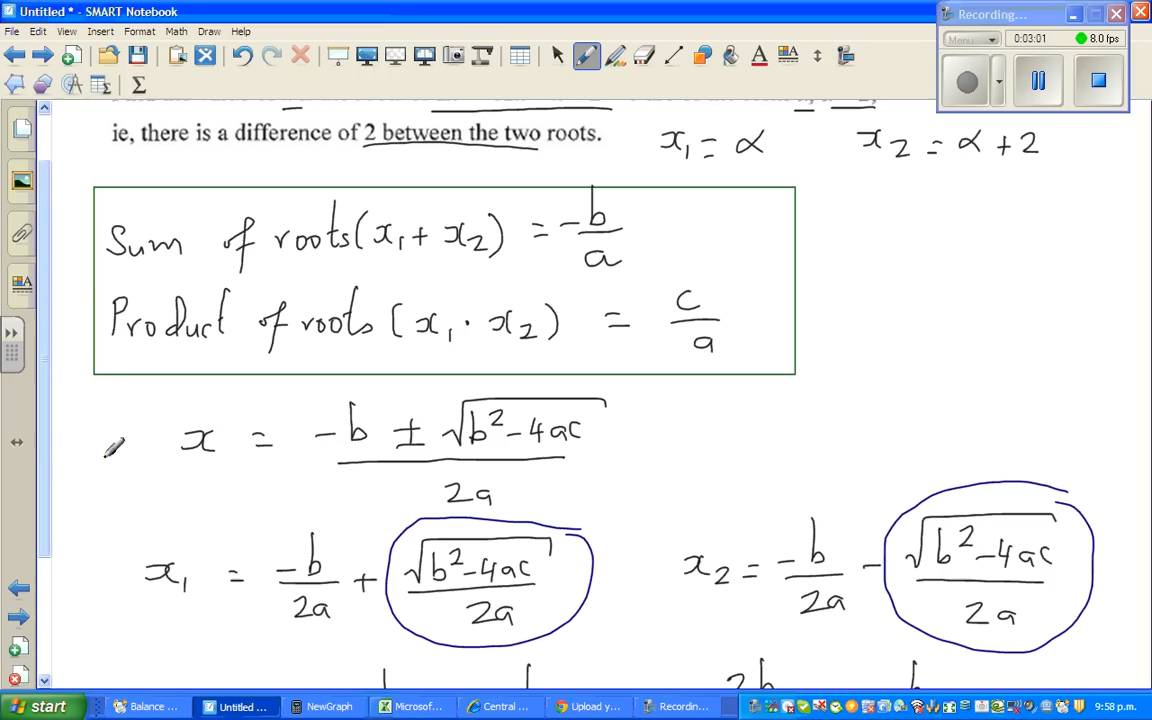 Untitled * - SMART Notebook
Recording...
File Edit View Insert Format Math Draw Help
Menu 0:03:01 8.0 fps
ie, there is a difference of 2 between the two roots.
x₁ = α x₂ = α + 2
Sum of roots (x₁ + x₂) = -b/a
Product of roots (x₁ · x₂) = c/a
x = -b ± √b² - 4ac / 2a
x₁ = -b/2a + √b² - 4ac / 2a
x₂ = -b/2a - √b² - 4ac / 2a
start Balance ... Untitled ... NewGraph Microsof... Central ... Upload y... Recordin... 9:58 p.m.